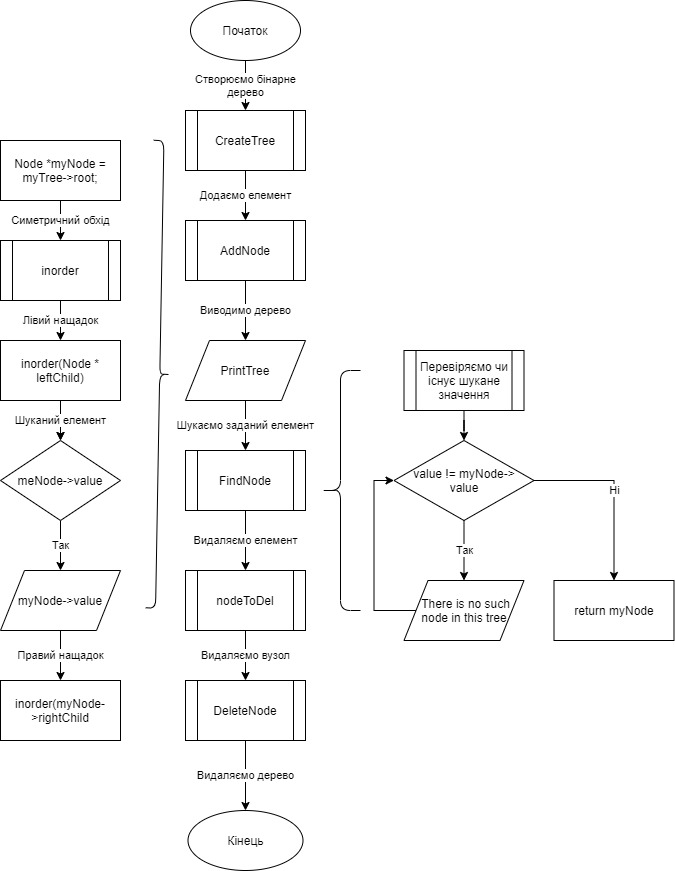 Початок
Створюємо бінарне
дерево
CreateTree
Додаємо елемент
AddNode
Виводимо дерево
PrintTree
Шукаємо заданий елемент
FindNode
Видаляємо елемент
nodeToDel
Видаляємо вузол
DeleteNode
Видаляємо дерево
Кінець
Node *myNode =
myTree->root;
Симетричний обхід
inorder
Лівий нащадок
inorder(Node *
leftChild)
Шуканий елемент
meNode->value
Так
myNode->value
Правий нащадок
inorder(myNode-
>rightChild
Перевіряємо чи
існує шукане
значення
value != myNode->
value
Ні
Так
There is no such
node in this tree
return myNode